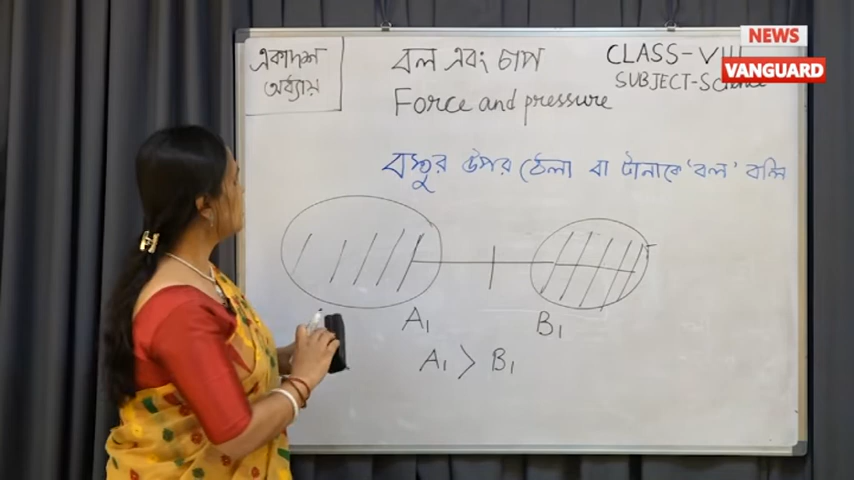 একাদশ
অধ্যায়
বল এবং চাপ
Force and pressure
CLASS-VIII
SUBJECT-Science
NEWS
VANGUARD
বস্তুর উপর ঠেলা বা টানাকে 'বল' বলি
A₁
B₁
A₁ > B₁